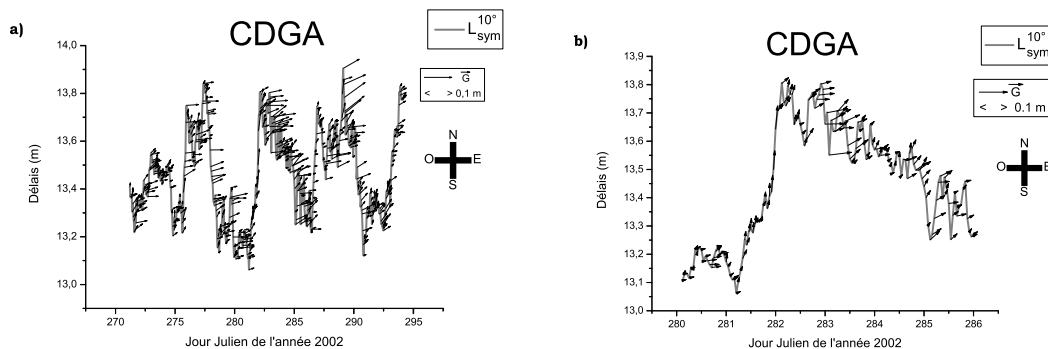 a)
CDGA
L 10° sym
G
< > 0,1 m
N
O E
S
14,0
13,8
13,6
13,4
13,2
13,0
Délais (m)
270 275 280 285 290 295
Jour Julien de l'année 2002
b)
CDGA
L 10° sym
G
< > 0.1 m
N
O E
S
13,9
13,8
13,7
13,6
13,5
13,4
13,3
13,2
13,1
13,0
Délais (m)
280 281 282 283 284 285 286
Jour Julien de l'année 2002